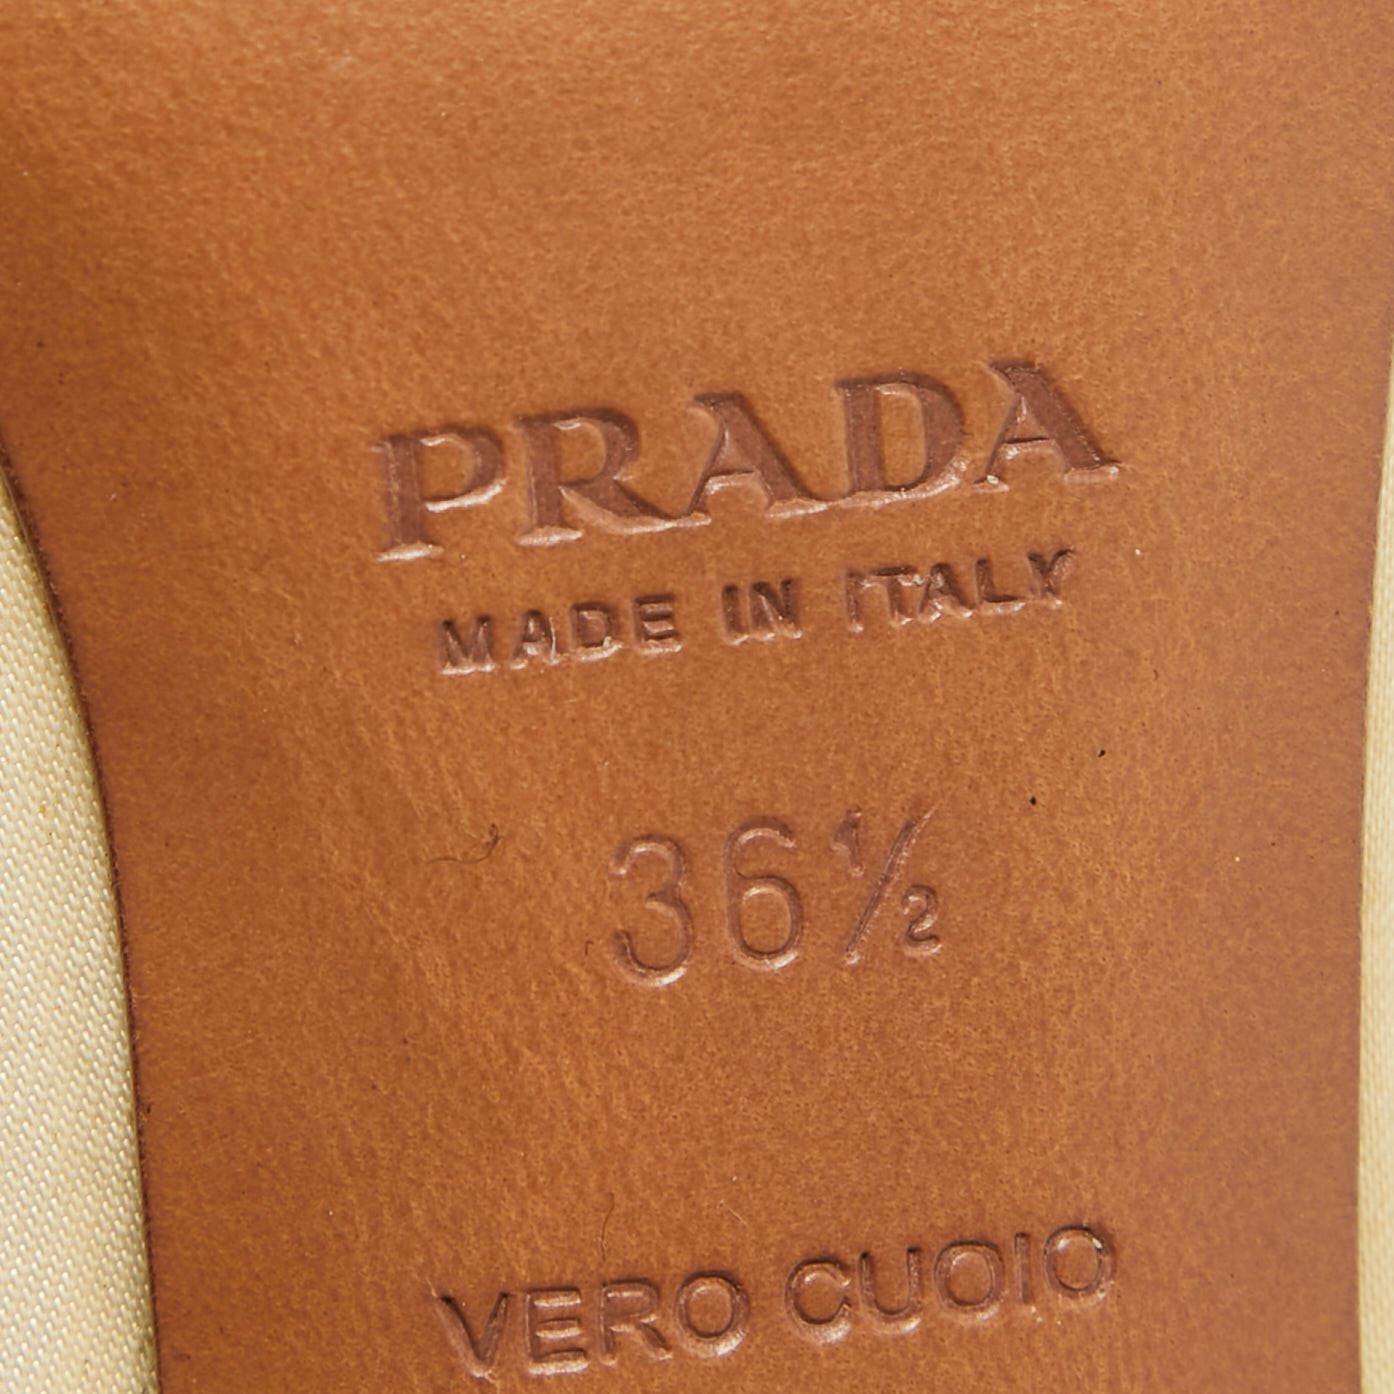 PRADA
MADE IN ITALY
36½
VERO CUOIO